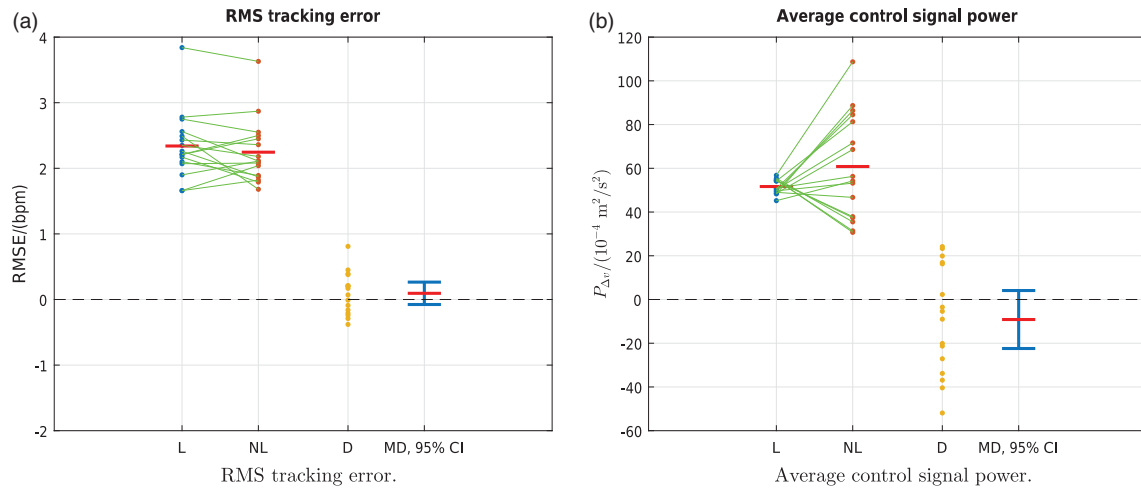 (a)
RMS tracking error
RMSE/(bpm)
4
3
2
1
0
-1
-2
L NL D MD, 95% CI
RMS tracking error.
(b)
Average control signal power
P_{Δv}/(10^{-4} m^2/s^2)
120
100
80
60
40
20
0
-20
-40
-60
L NL D MD, 95% CI
Average control signal power.